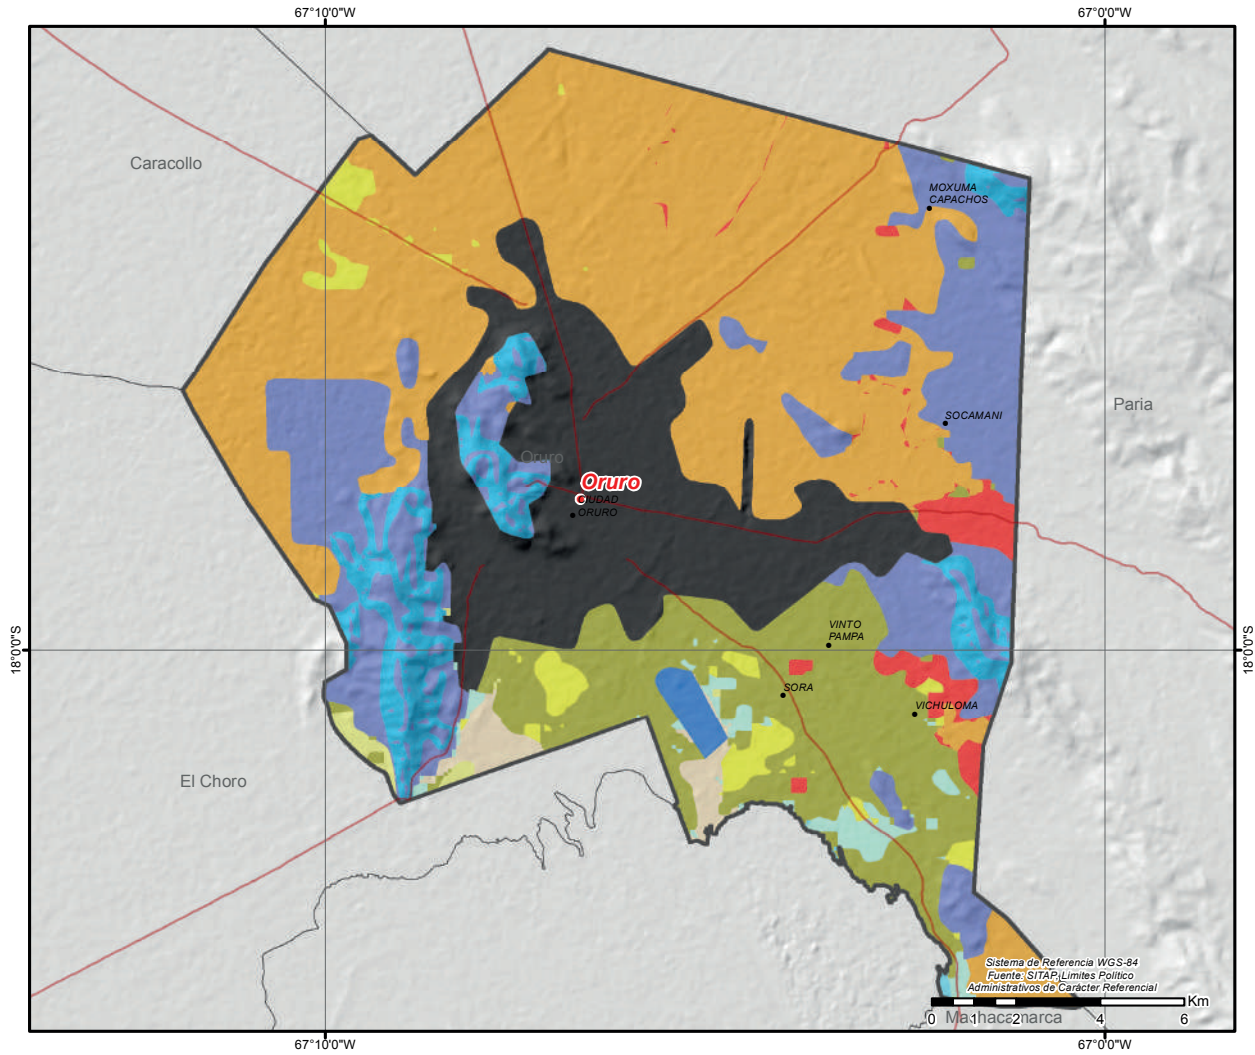 67°10'0"W
67°0'0"W
Caracollo
MOXUMA
CAPACHOS
Paria
SOCAMANI
Oruro
Oruro
CIUDAD
ORURO
18°0'0"S
18°0'0"S
VINTO
PAMPA
SORA
VICHULOMA
El Choro
Sistema de Referencia WGS-84
Fuente: SITAP, Limites Político
Administrativos de Carácter Referencial
Km
0 1 2 4 6
Machacamarca
67°10'0"W
67°0'0"W